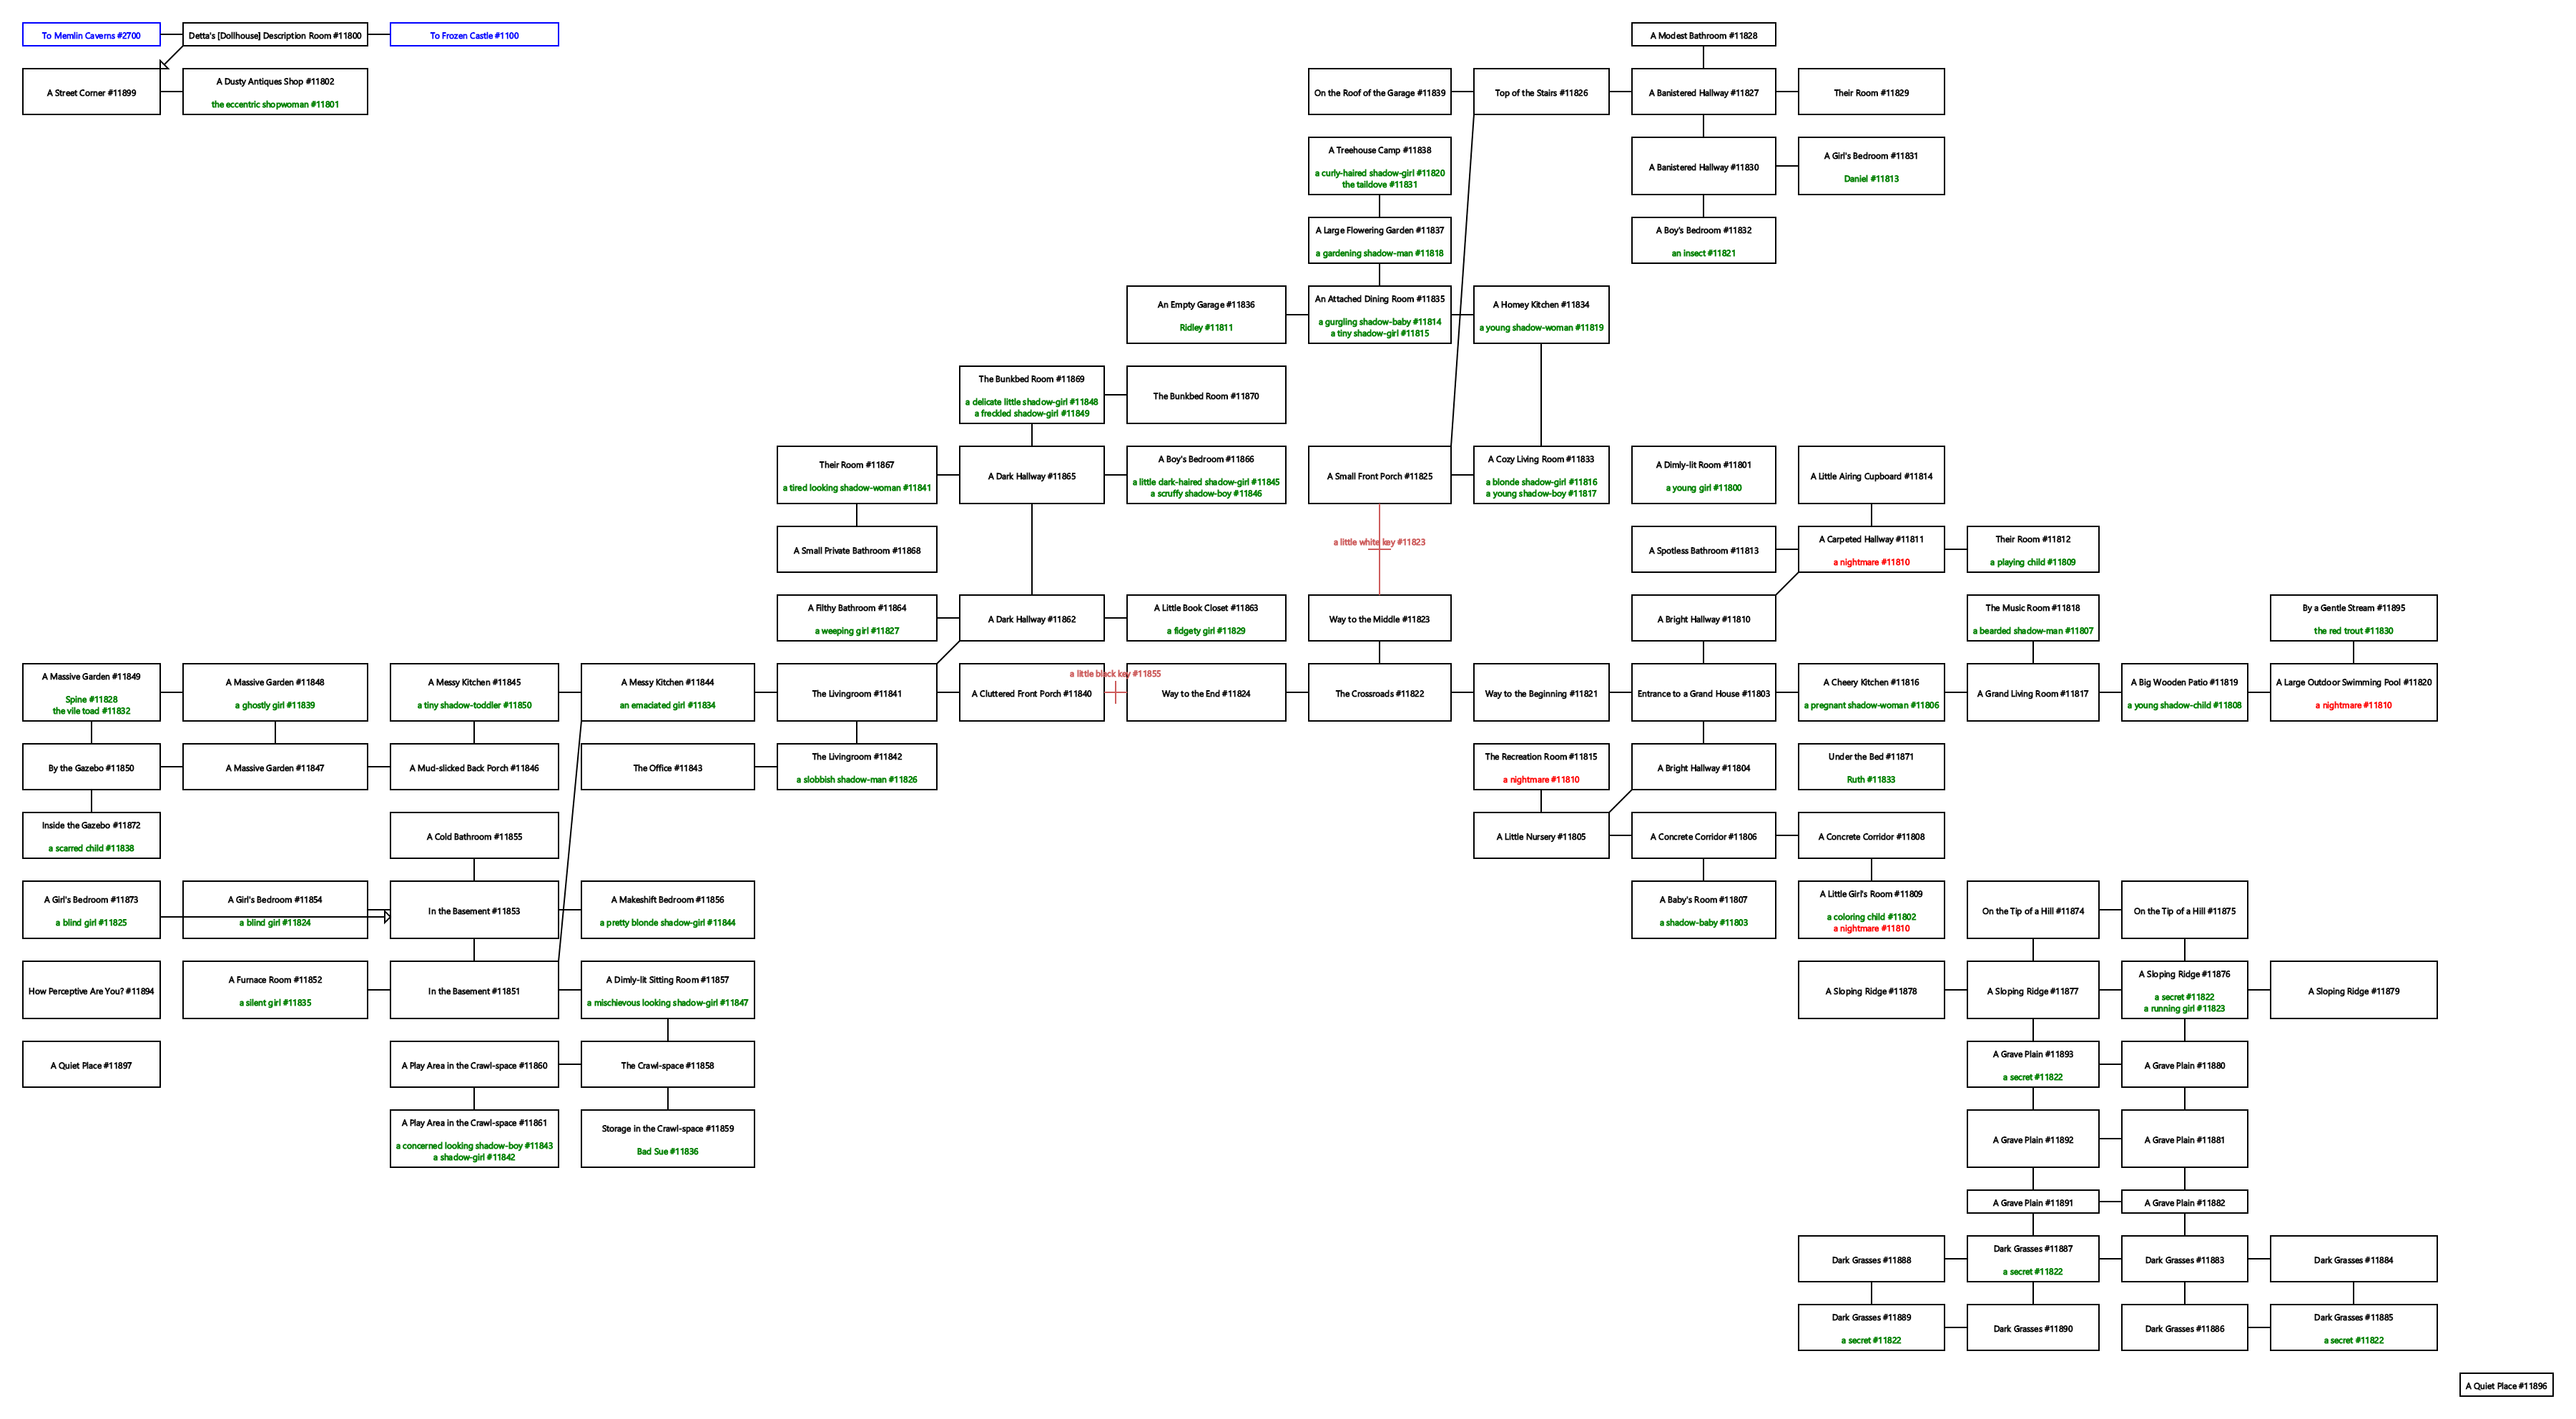 To Memlin Caverns #2700
Detta's [Dollhouse] Description Room #11800
To Frozen Castle #1100
A Modest Bathroom #11828
A Street Corner #11899
A Dusty Antiques Shop #11802
the eccentric shopwoman #11801
On the Roof of the Garage #11839
Top of the Stairs #11826
A Banistered Hallway #11827
Their Room #11829
A Treehouse Camp #11838
a curly-haired shadow-girl #11820
the taildove #11831
A Banistered Hallway #11830
A Girl's Bedroom #11831
Daniel #11813
A Large Flowering Garden #11837
a gardening shadow-man #11818
A Boy's Bedroom #11832
an insect #11821
An Empty Garage #11836
Ridley #11811
An Attached Dining Room #11835
a gurgling shadow-baby #11814
a tiny shadow-girl #11815
A Homey Kitchen #11834
a young shadow-woman #11819
The Bunkbed Room #11869
a delicate little shadow-girl #11848
a freckled shadow-girl #11849
The Bunkbed Room #11870
Their Room #11867
a tired looking shadow-woman #11841
A Dark Hallway #11865
A Boy's Bedroom #11866
a little dark-haired shadow-girl #11845
a scruffy shadow-boy #11846
A Small Front Porch #11825
A Cozy Living Room #11833
a blonde shadow-girl #11816
a young shadow-boy #11817
A Dimly-lit Room #11801
a young girl #11800
A Little Airing Cupboard #11814
A Small Private Bathroom #11868
a little white key #11823
A Spotless Bathroom #11813
A Carpeted Hallway #11811
a nightmare #11810
Their Room #11812
a playing child #11809
A Filthy Bathroom #11864
a weeping girl #11827
A Dark Hallway #11862
A Little Book Closet #11863
a fidgety girl #11829
Way to the Middle #11823
A Bright Hallway #11810
The Music Room #11818
a bearded shadow-man #11807
By a Gentle Stream #11895
the red trout #11830
A Massive Garden #11849
Spine #11828
the vile toad #11832
A Massive Garden #11848
a ghostly girl #11839
A Messy Kitchen #11845
a tiny shadow-toddler #11850
A Messy Kitchen #11844
an emaciated girl #11834
The Livingroom #11841
A Cluttered Front Porch #11840
a little black key #11855
Way to the End #11824
The Crossroads #11822
Way to the Beginning #11821
Entrance to a Grand House #11803
A Cheery Kitchen #11816
a pregnant shadow-woman #11806
A Grand Living Room #11817
A Big Wooden Patio #11819
a young shadow-child #11808
A Large Outdoor Swimming Pool #11820
a nightmare #11810
By the Gazebo #11850
A Massive Garden #11847
A Mud-slicked Back Porch #11846
The Office #11843
The Livingroom #11842
a slobbish shadow-man #11826
The Recreation Room #11815
a nightmare #11810
A Bright Hallway #11804
Under the Bed #11871
Ruth #11833
Inside the Gazebo #11872
a scarred child #11838
A Cold Bathroom #11855
A Little Nursery #11805
A Concrete Corridor #11806
A Concrete Corridor #11808
A Girl's Bedroom #11873
a blind girl #11825
A Girl's Bedroom #11854
a blind girl #11824
In the Basement #11853
A Makeshift Bedroom #11856
a pretty blonde shadow-girl #11844
A Baby's Room #11807
a shadow-baby #11803
A Little Girl's Room #11809
a coloring child #11802
a nightmare #11810
On the Tip of a Hill #11874
On the Tip of a Hill #11875
How Perceptive Are You? #11894
A Furnace Room #11852
a silent girl #11835
In the Basement #11851
A Dimly-lit Sitting Room #11857
a mischievous looking shadow-girl #11847
A Sloping Ridge #11878
A Sloping Ridge #11877
A Sloping Ridge #11876
a secret #11822
a running girl #11823
A Sloping Ridge #11879
A Quiet Place #11897
A Play Area in the Crawl-space #11860
The Crawl-space #11858
A Grave Plain #11893
a secret #11822
A Grave Plain #11880
A Play Area in the Crawl-space #11861
a concerned looking shadow-boy #11843
a shadow-girl #11842
Storage in the Crawl-space #11859
Bad Sue #11836
A Grave Plain #11892
A Grave Plain #11881
A Grave Plain #11891
A Grave Plain #11882
Dark Grasses #11888
Dark Grasses #11887
a secret #11822
Dark Grasses #11883
Dark Grasses #11884
Dark Grasses #11889
a secret #11822
Dark Grasses #11890
Dark Grasses #11886
Dark Grasses #11885
a secret #11822
A Quiet Place #11896